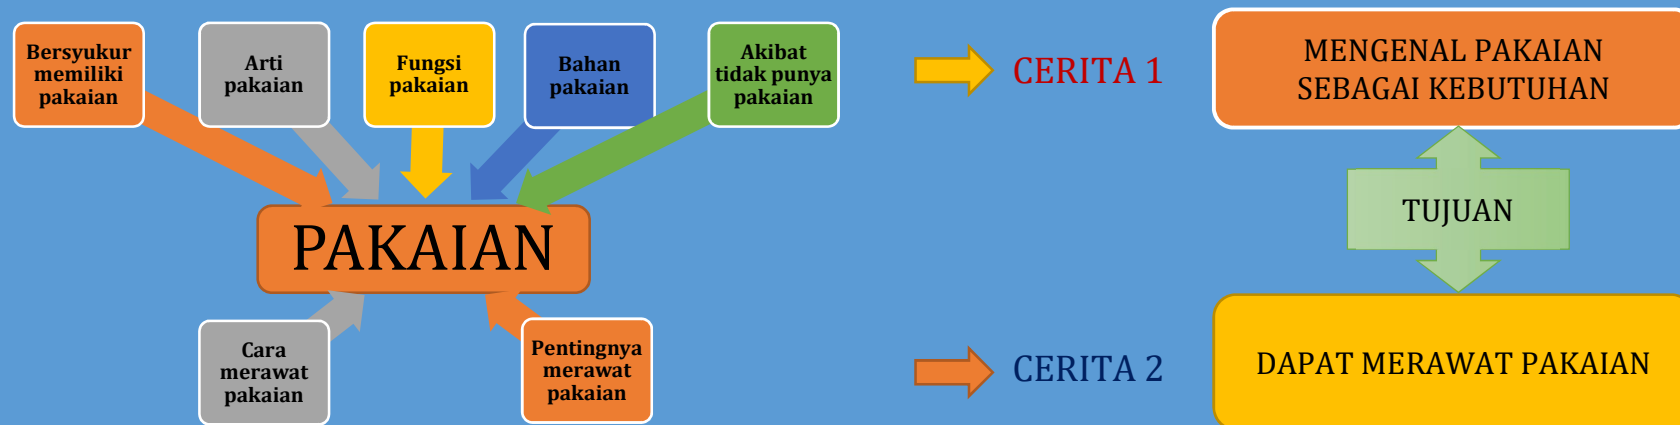 Bersyukur
memiliki
pakaian
Arti
pakaian
Fungsi
pakaian
Bahan
pakaian
Akibat
tidak punya
pakaian
CERITA 1
MENGENAL PAKAIAN
SEBAGAI KEBUTUHAN
TUJUAN
PAKAIAN
Cara
merawat
pakaian
Pentingnya
merawat
pakaian
CERITA 2
DAPAT MERAWAT PAKAIAN